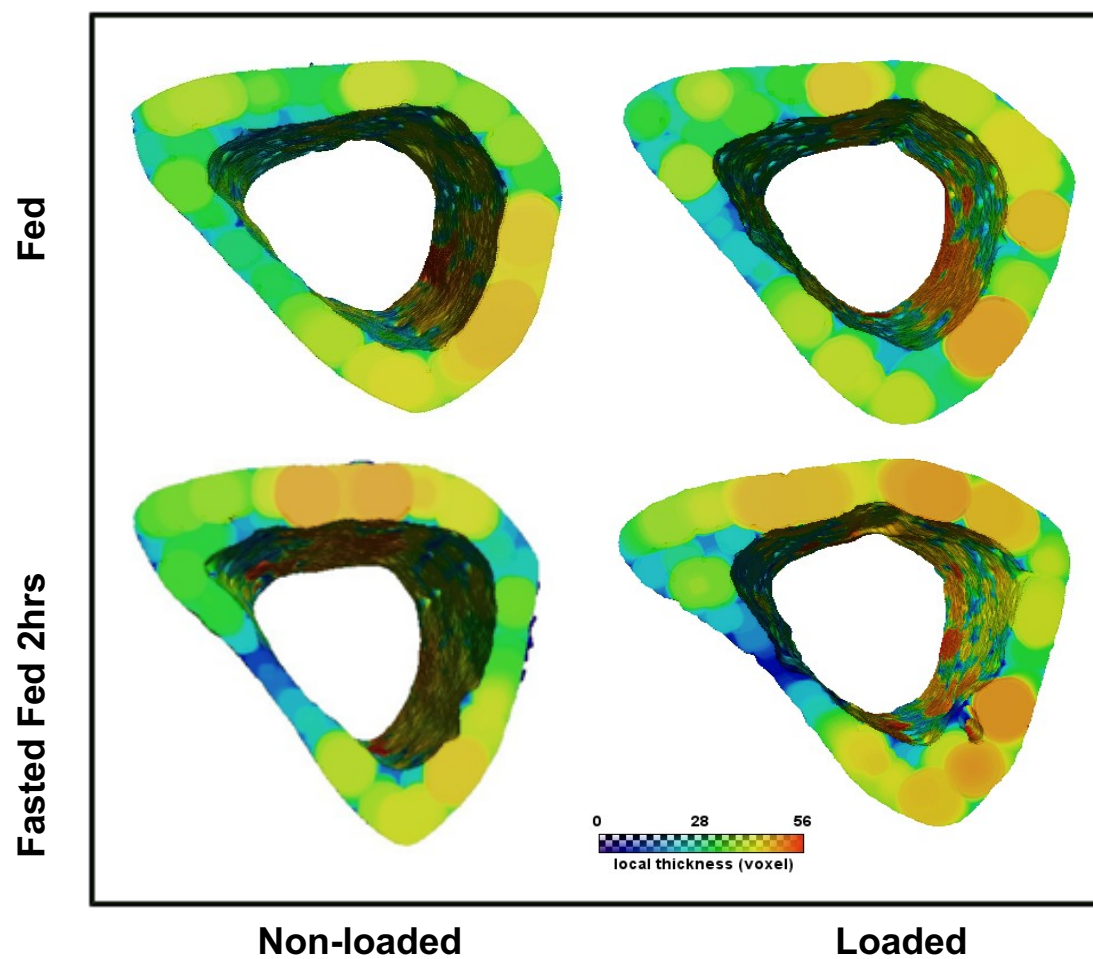 Fed
Fasted Fed 2hrs
0 28 56
local thickness (voxel)
Non-loaded
Loaded